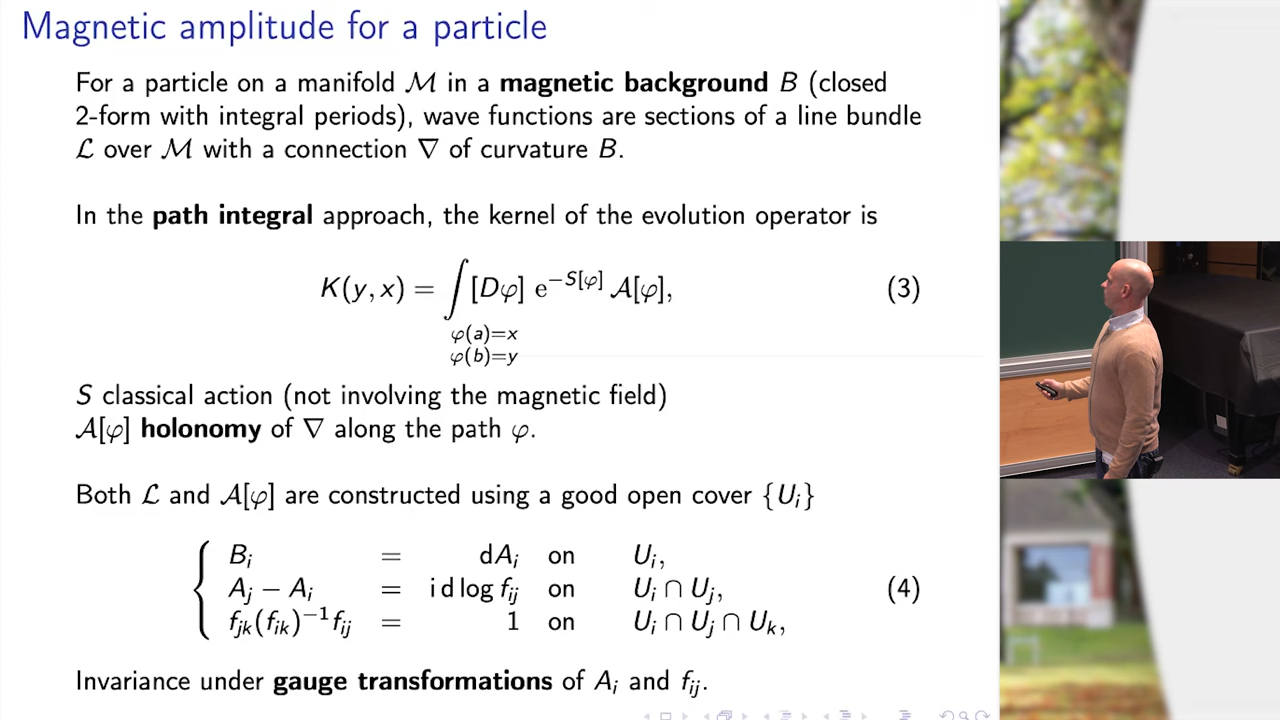 Magnetic amplitude for a particle
For a particle on a manifold ℳ in a magnetic background B (closed
2-form with integral periods), wave functions are sections of a line bundle
ℒ over ℳ with a connection ∇ of curvature B.
In the path integral approach, the kernel of the evolution operator is
K(y, x) = ∫ [Dφ] e^{−S[φ]} 𝒜[φ], (3)
φ(a)=x
φ(b)=y
S classical action (not involving the magnetic field)
𝒜[φ] holonomy of ∇ along the path φ.
Both ℒ and 𝒜[φ] are constructed using a good open cover {U_i}
B_i = dA_i on U_i,
A_j − A_i = i d log f_ij on U_i ∩ U_j, (4)
f_jk(f_ik)^{−1}f_ij = 1 on U_i ∩ U_j ∩ U_k,
Invariance under gauge transformations of A_i and f_ij.